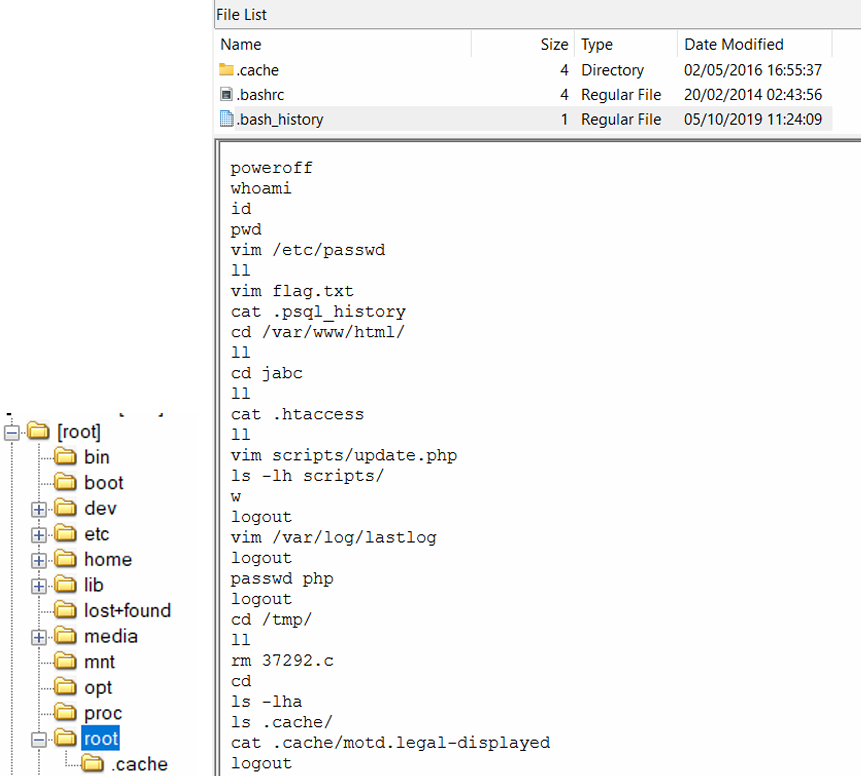 File List
Name Size Type Date Modified
.cache 4 Directory 02/05/2016 16:55:37
.bashrc 4 Regular File 20/02/2014 02:43:56
.bash_history 1 Regular File 05/10/2019 11:24:09
poweroff
whoami
id
pwd
vim /etc/passwd
ll
vim flag.txt
cat .psql_history
cd /var/www/html/
ll
cd jabc
ll
cat .htaccess
ll
vim scripts/update.php
ls -lh scripts/
w
logout
vim /var/log/lastlog
logout
passwd php
logout
cd /tmp/
ll
rm 37292.c
cd
ls -lha
ls .cache/
cat .cache/motd.legal-displayed
logout
[root]
bin
boot
dev
etc
home
lib
lost+found
media
mnt
opt
proc
root
.cache